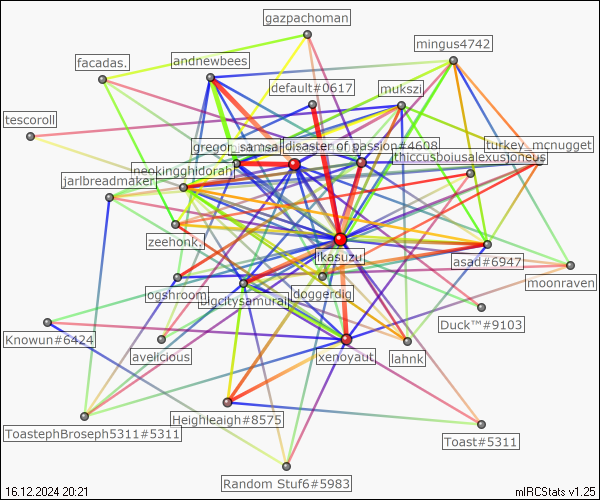 gazpachoman
mingus4742
facadas.
andnewbees
default#0617
mukszi
tescoroll
gregor_samsa
disaster of passion#4608
turkey_mcnugget
thiccusboiusalexusjoneus
neokingghidorah
jarlbreadmaker
zeehonk,
ikasuzu
asad#6947
moonraven
ogshroom
bigcitysamurai
doggerdig
Duck™#9103
Knowun#6424
avelicious
xenoyaut
lahnk
Heighleaigh#8575
ToastephBroseph5311#5311
Toast#5311
Random Stuf6#5983
16.12.2024 20:21
mIRCStats v1.25